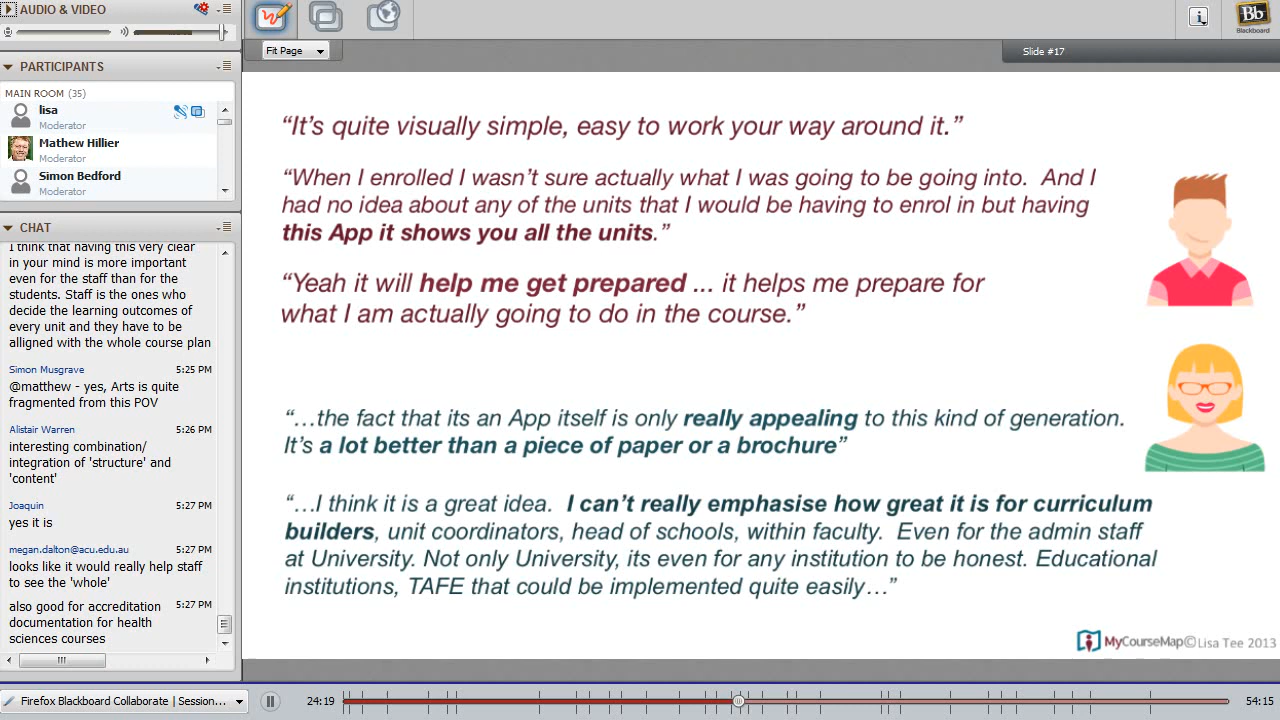 AUDIO & VIDEO
PARTICIPANTS
MAIN ROOM (35)
lisa
Moderator
Mathew Hillier
Moderator
Simon Bedford
Moderator
CHAT
I think that having this very clear
in your mind is more important
even for the staff than for the
students. Staff is the ones who
decide the learning outcomes of
every unit and they have to be
alligned with the whole course plan
Simon Musgrave 5:25 PM
@matthew - yes, Arts is quite
fragmented from this POV
Alistair Warren 5:26 PM
interesting combination/
integration of 'structure' and
'content'
Joaquin 5:27 PM
yes it is
megan.dalton@acu.edu.au 5:27 PM
looks like it would really help staff
to see the 'whole'
also good for accreditation 5:27 PM
documentation for health
sciences courses
Firefox Blackboard Collaborate | Session...
Fit Page
Slide #17
Bb
Blackboard
“It’s quite visually simple, easy to work your way around it.”
“When I enrolled I wasn’t sure actually what I was going to be going into. And I
had no idea about any of the units that I would be having to enrol in but having
this App it shows you all the units.”
“Yeah it will help me get prepared ... it helps me prepare for
what I am actually going to do in the course.”
“…the fact that its an App itself is only really appealing to this kind of generation.
It’s a lot better than a piece of paper or a brochure”
“…I think it is a great idea. I can’t really emphasise how great it is for curriculum
builders, unit coordinators, head of schools, within faculty. Even for the admin staff
at University. Not only University, its even for any institution to be honest. Educational
institutions, TAFE that could be implemented quite easily…”
MyCourseMap© Lisa Tee 2013
24:19
54:15